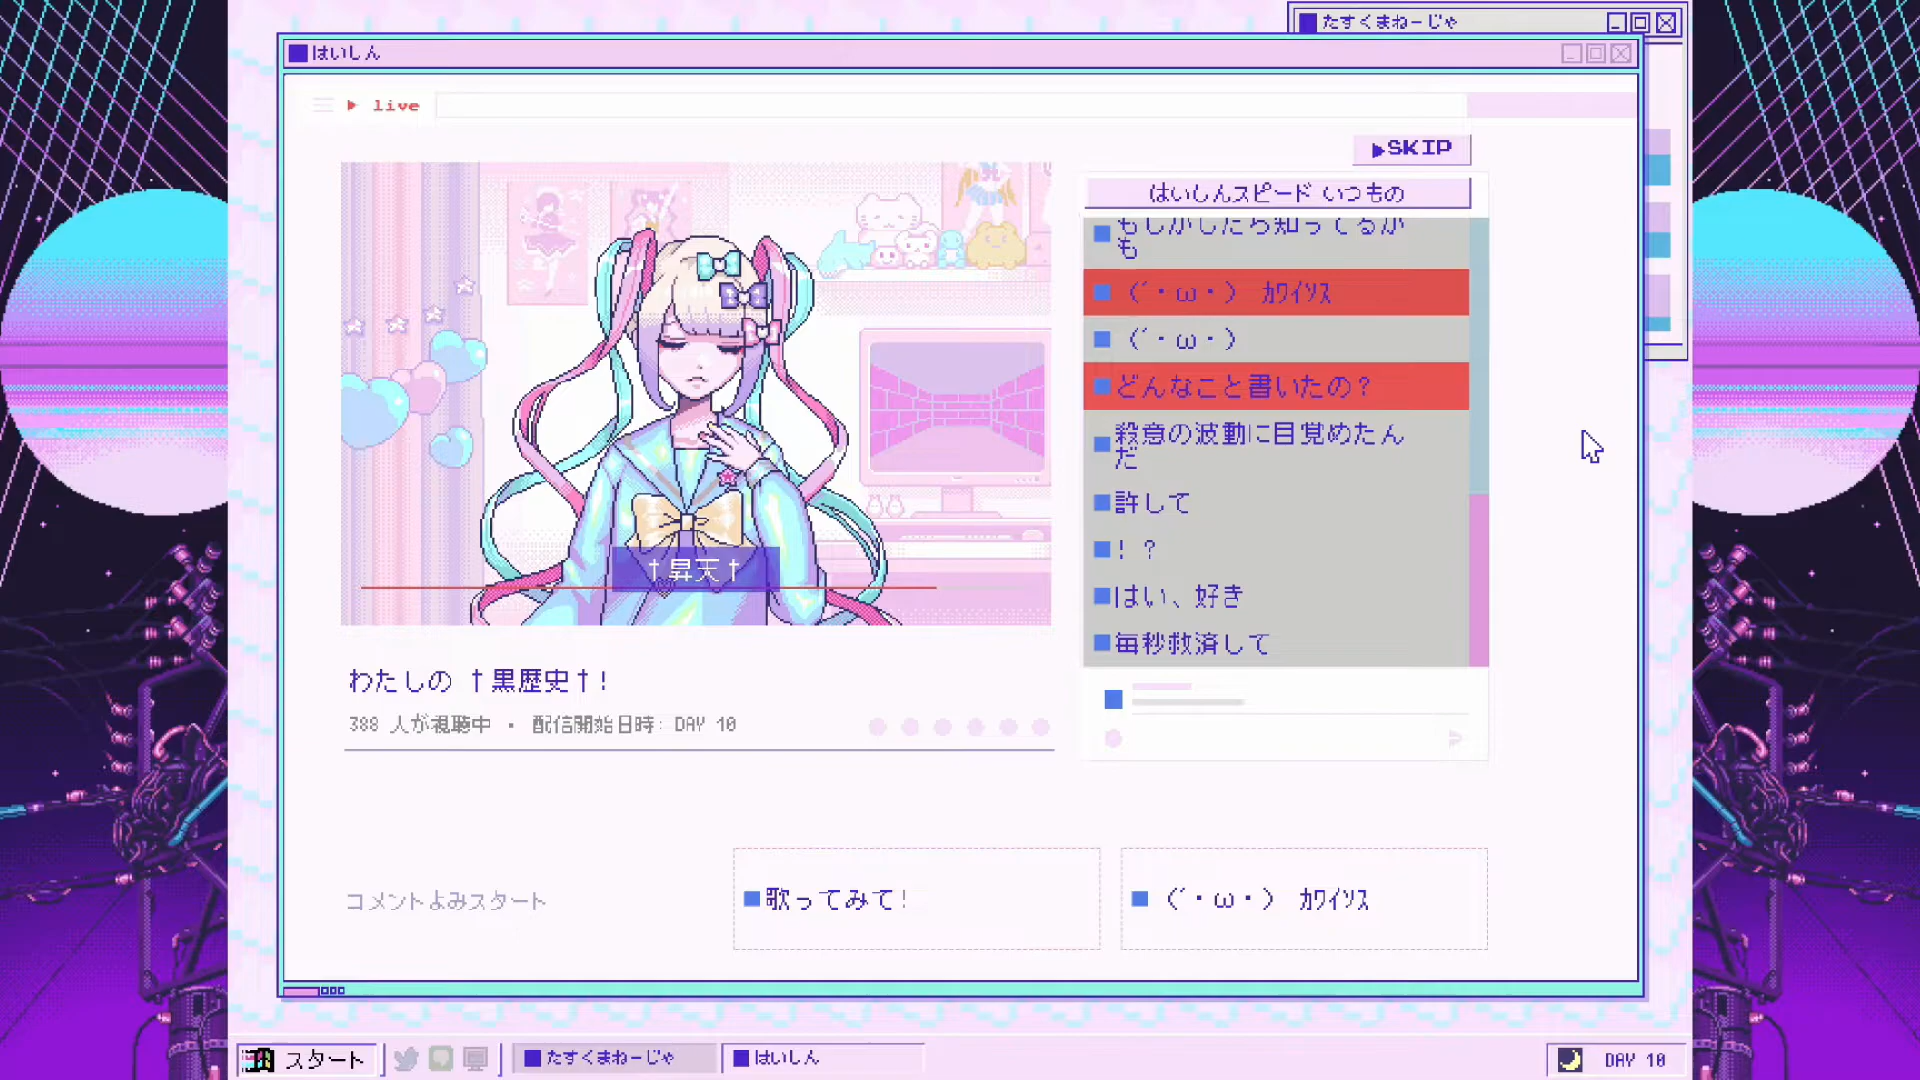 たすくまねーじゃ
はいしん
live
▶SKIP
はいしんスピード いつもの
もしかしたら知ってるか
も
(´・ω・) ｶﾜｲｿｽ
(´・ω・)
どんなこと書いたの？
殺意の波動に目覚めたん
だ
許して
！？
はい、好き
毎秒救済して
†昇天†
わたしの †黒歴史†！
388 人が視聴中 ・ 配信開始日時: DAY 10
コメントよみスタート
歌ってみて！
(´・ω・) ｶﾜｲｿｽ
スタート
たすくまねーじゃ
はいしん
DAY 10